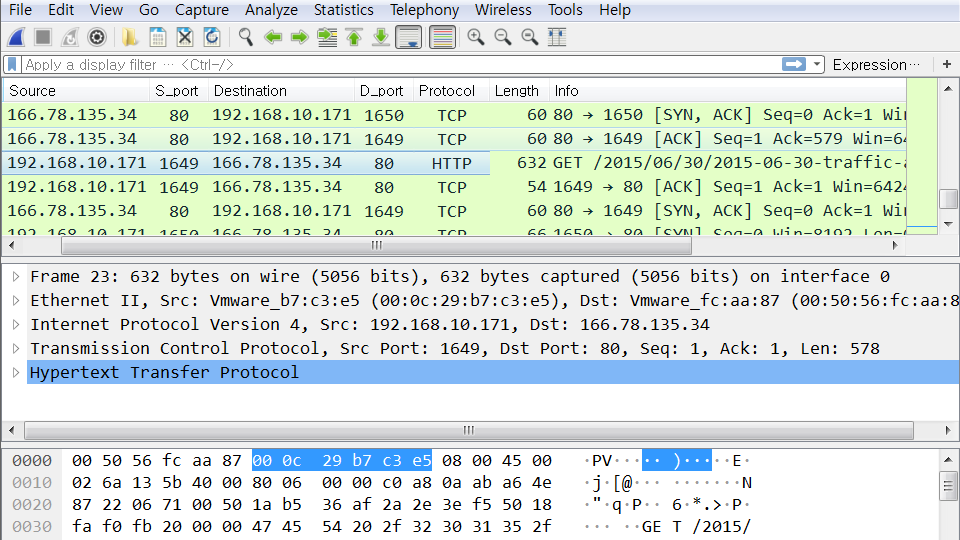 File Edit View Go Capture Analyze Statistics Telephony Wireless Tools Help
Apply a display filter ··· <Ctrl-/> Expression··· +
Source S_port Destination D_port Protocol Length Info
166.78.135.34 80 192.168.10.171 1650 TCP 60 80 → 1650 [SYN, ACK] Seq=0 Ack=1 Win
166.78.135.34 80 192.168.10.171 1649 TCP 60 80 → 1649 [ACK] Seq=1 Ack=579 Win=64
192.168.10.171 1649 166.78.135.34 80 HTTP 632 GET /2015/06/30/2015-06-30-traffic-a
192.168.10.171 1649 166.78.135.34 80 TCP 54 1649 → 80 [ACK] Seq=1 Ack=1 Win=6424
166.78.135.34 80 192.168.10.171 1649 TCP 60 80 → 1649 [SYN, ACK] Seq=0 Ack=1 Win
192.168.10.171 1650 166.78.135.34 80 TCP 66 1650 → 80 [SYN] Seq=0 Win=8192 Len=0
Frame 23: 632 bytes on wire (5056 bits), 632 bytes captured (5056 bits) on interface 0
Ethernet II, Src: Vmware_b7:c3:e5 (00:0c:29:b7:c3:e5), Dst: Vmware_fc:aa:87 (00:50:56:fc:aa:8
Internet Protocol Version 4, Src: 192.168.10.171, Dst: 166.78.135.34
Transmission Control Protocol, Src Port: 1649, Dst Port: 80, Seq: 1, Ack: 1, Len: 578
Hypertext Transfer Protocol
0000 00 50 56 fc aa 87 00 0c 29 b7 c3 e5 08 00 45 00 ·PV····· )·····E·
0010 02 6a 13 5b 40 00 80 06 00 00 c0 a8 0a ab a6 4e ·j·[@··· ·······N
0020 87 22 06 71 00 50 1a b5 36 af 2a 2e 3e f5 50 18 ·"·q·P·· 6·*.>·P·
0030 fa f0 fb 20 00 00 47 45 54 20 2f 32 30 31 35 2f ··· ··GE T /2015/